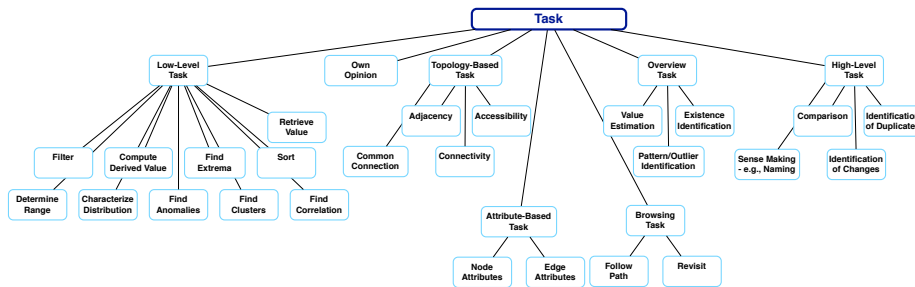 Task
Low-Level
Task
Own
Opinion
Topology-Based
Task
Overview
Task
High-Level
Task
Retrieve
Value
Adjacency
Accessibility
Value
Estimation
Existence
Identification
Comparison
Identification
of Duplicate
Filter
Compute
Derived Value
Find
Extrema
Sort
Common
Connection
Connectivity
Pattern/Outlier
Identification
Sense Making
- e.g., Naming
Identification
of Changes
Determine
Range
Characterize
Distribution
Find
Anomalies
Find
Clusters
Find
Correlation
Attribute-Based
Task
Browsing
Task
Node
Attributes
Edge
Attributes
Follow
Path
Revisit